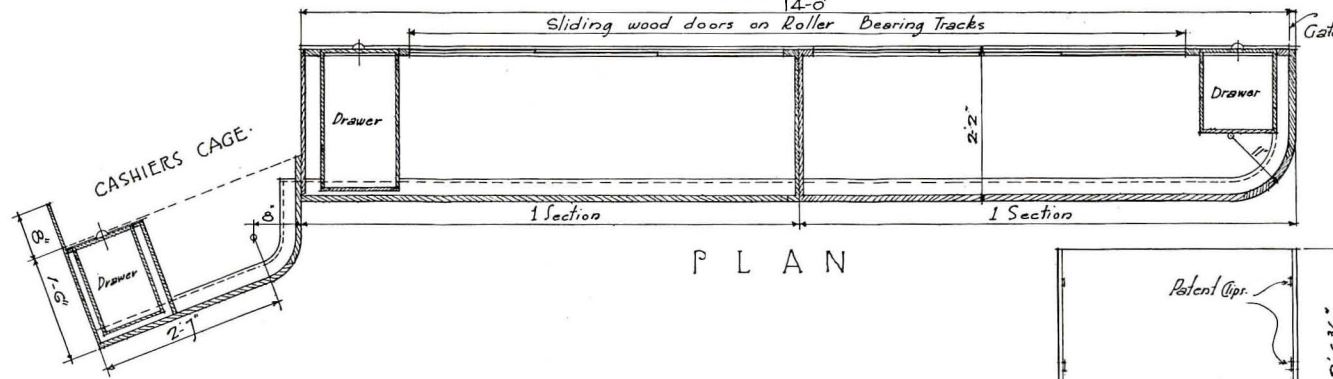 14'-0"
Sliding wood doors on Roller Bearing Tracks
Drawer
Drawer
2'2"
11"
CASHIERS CAGE.
8"
8"
1 Section
1 Section
Drawer
1'-6"
2'-7"
PLAN
Patent Clips.